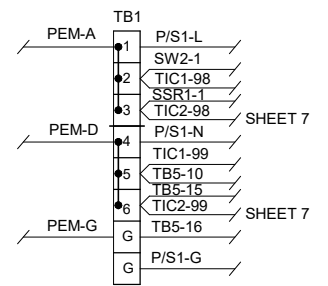 TB1
PEM-A 1 P/S1-L
SW2-1
2 TIC1-98
SSR1-1
3 TIC2-98 SHEET 7
PEM-D 4 P/S1-N
TIC1-99
5 TB5-10
TB5-15
6 TIC2-99 SHEET 7
PEM-G G TB5-16
G P/S1-G